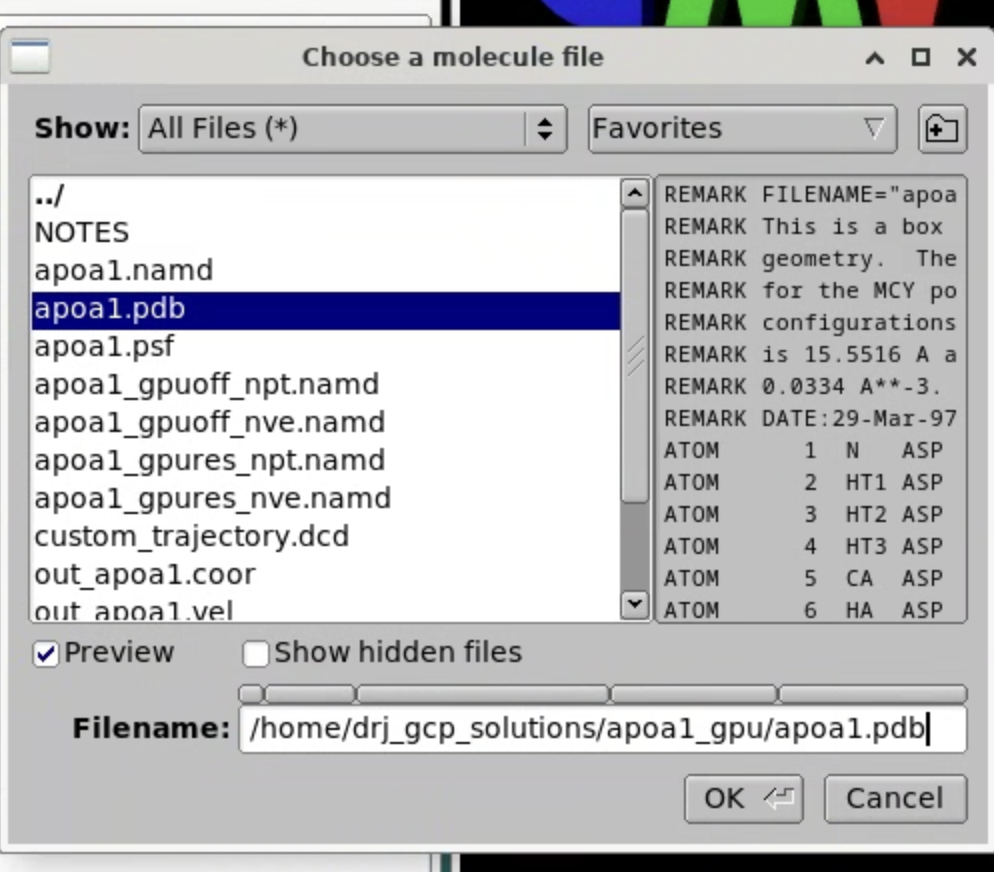 Choose a molecule file
Show: All Files (*) Favorites
../
NOTES
apoa1.namd
apoa1.pdb
apoa1.psf
apoa1_gpuoff_npt.namd
apoa1_gpuoff_nve.namd
apoa1_gpures_npt.namd
apoa1_gpures_nve.namd
custom_trajectory.dcd
out_apoa1.coor
out_apoa1.vel
REMARK FILENAME="apoa
REMARK This is a box
REMARK geometry.  The
REMARK for the MCY po
REMARK configurations
REMARK is 15.5516 A a
REMARK 0.0334 A**-3.
REMARK DATE:29-Mar-97
ATOM 1 N ASP
ATOM 2 HT1 ASP
ATOM 3 HT2 ASP
ATOM 4 HT3 ASP
ATOM 5 CA ASP
ATOM 6 HA ASP
Preview Show hidden files
Filename: /home/drj_gcp_solutions/apoa1_gpu/apoa1.pdb
OK Cancel